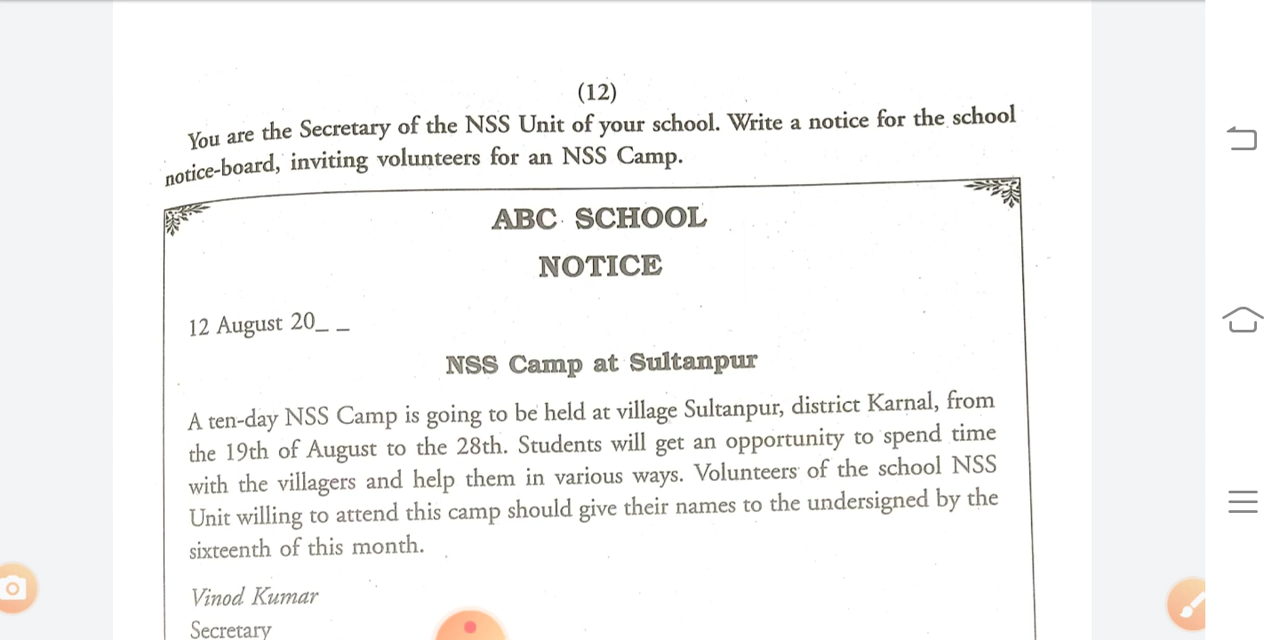 (12)
You are the Secretary of the NSS Unit of your school. Write a notice for the school
notice-board, inviting volunteers for an NSS Camp.
ABC SCHOOL
NOTICE
12 August 20_ _
NSS Camp at Sultanpur
A ten-day NSS Camp is going to be held at village Sultanpur, district Karnal, from
the 19th of August to the 28th. Students will get an opportunity to spend time
with the villagers and help them in various ways. Volunteers of the school NSS
Unit willing to attend this camp should give their names to the undersigned by the
sixteenth of this month.
Vinod Kumar
Secretary